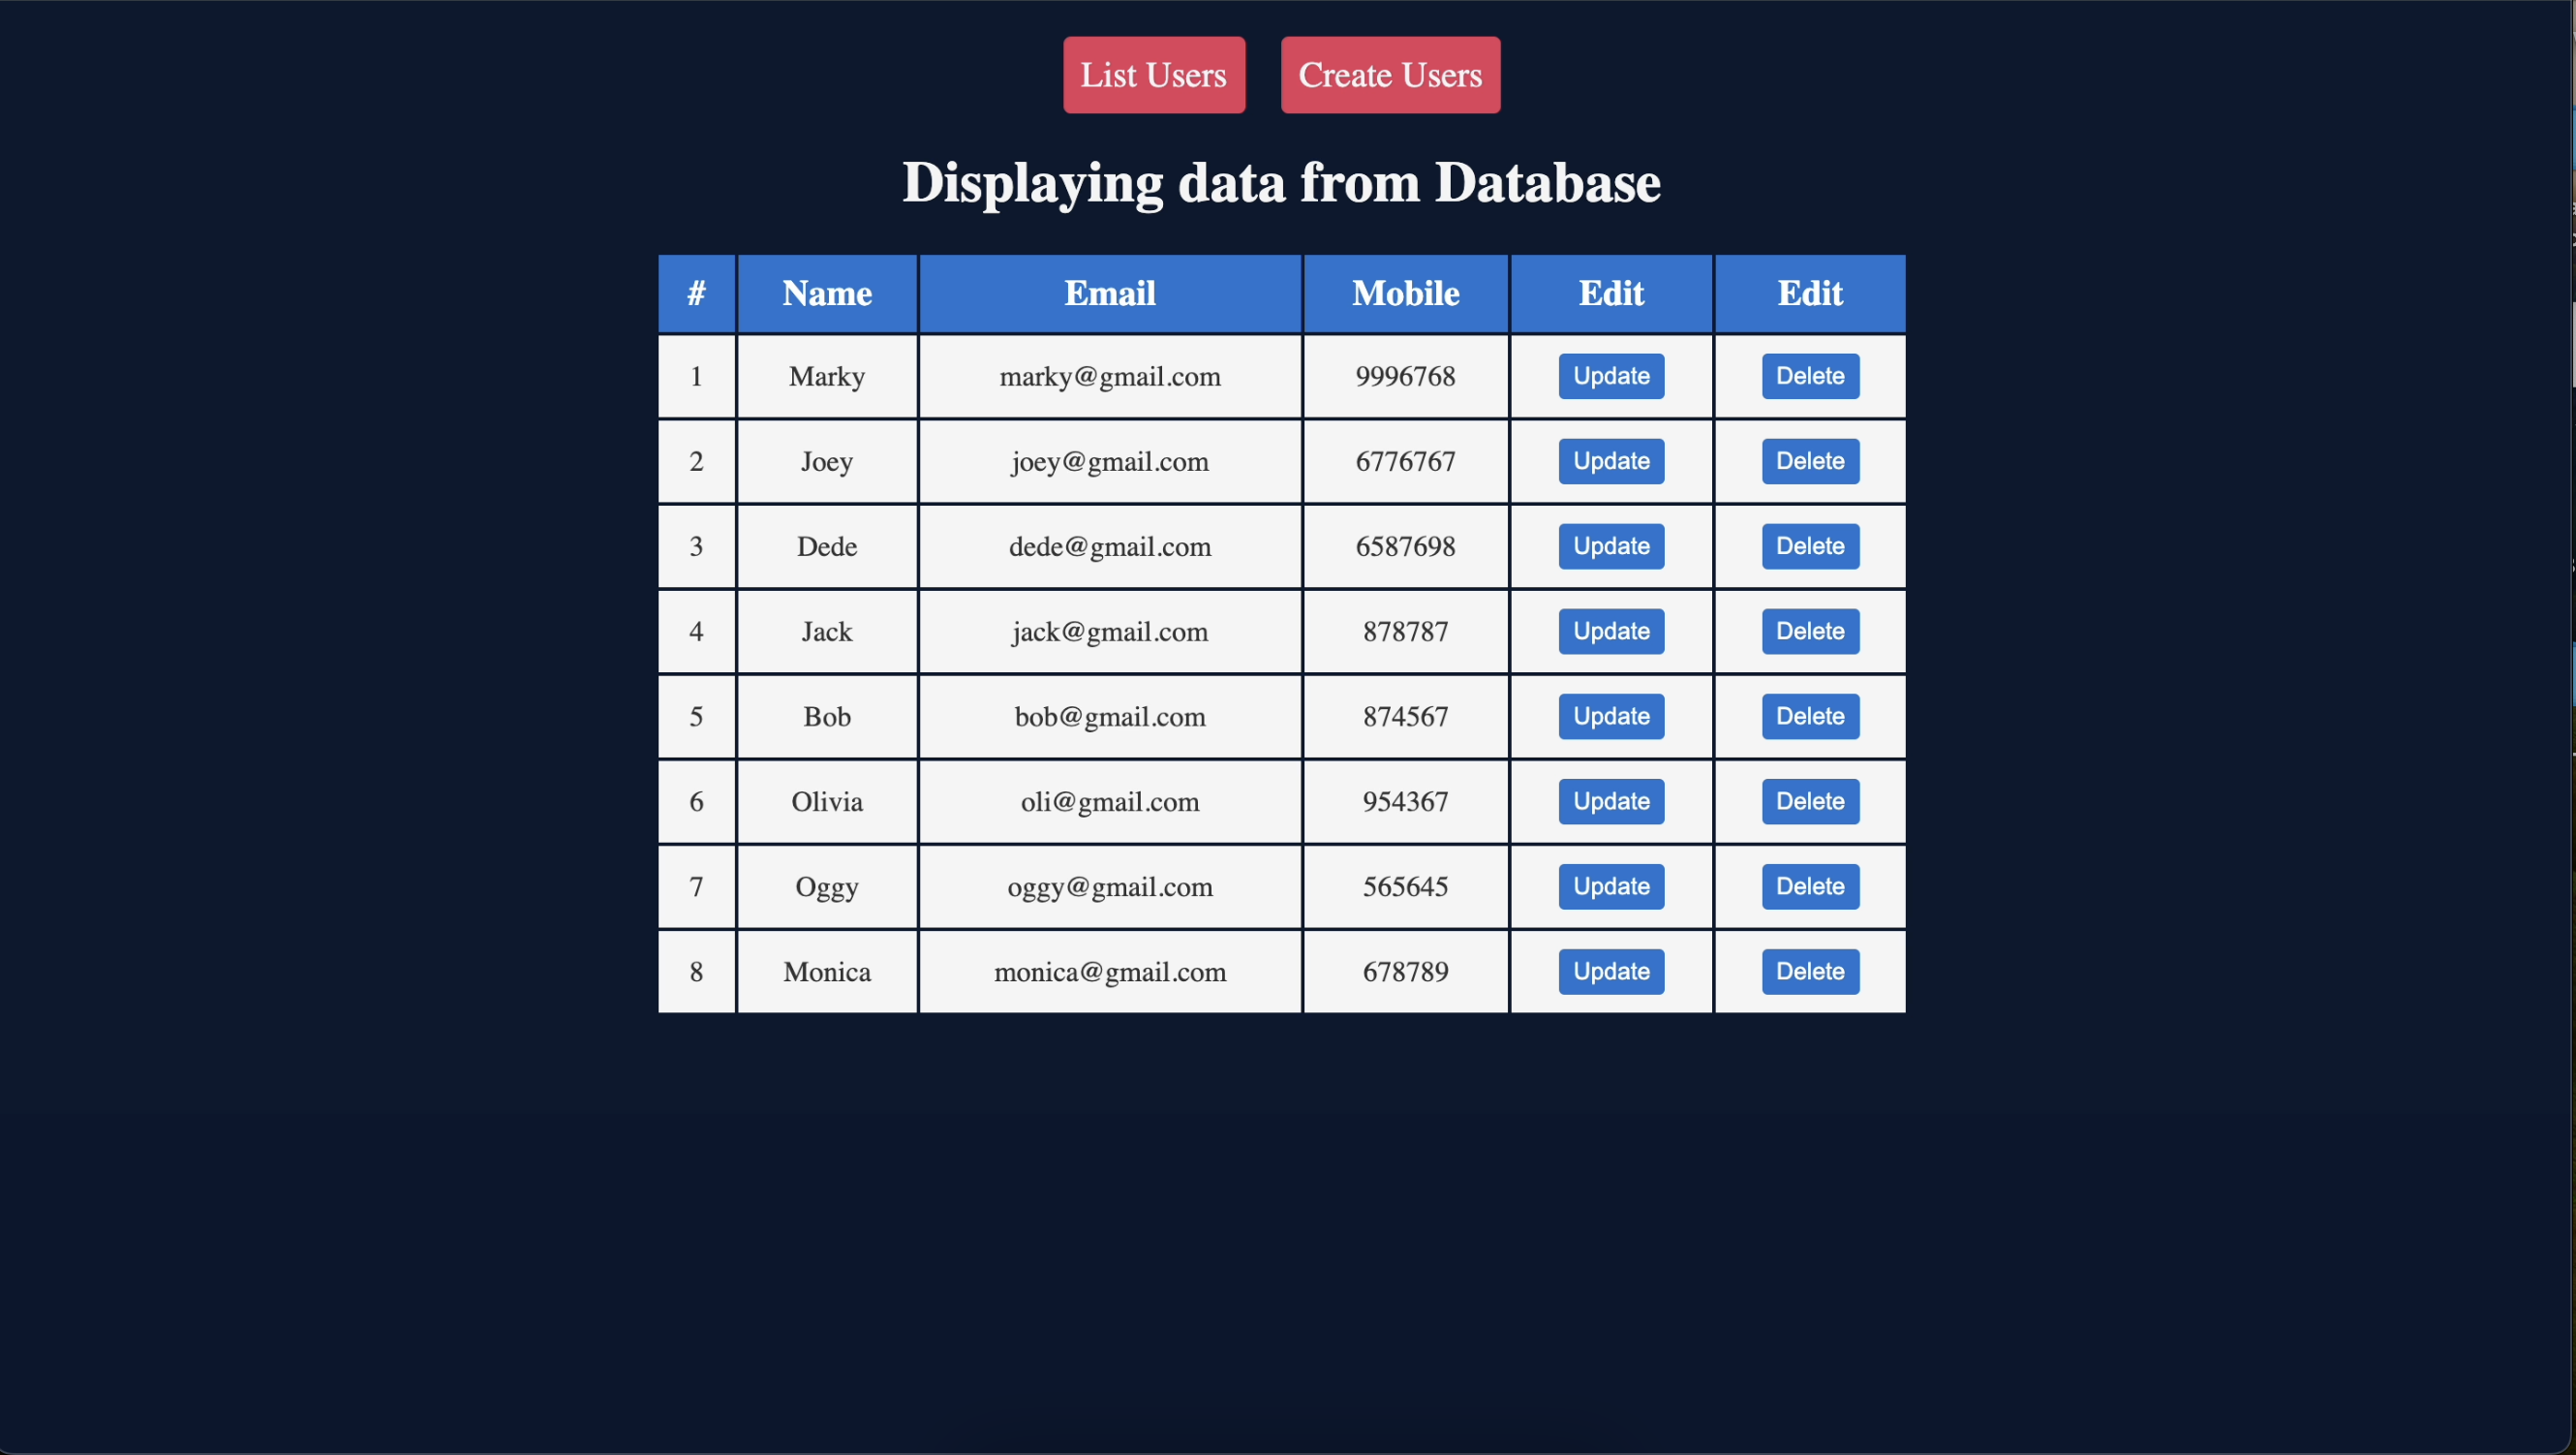 List Users Create Users
Displaying data from Database
# Name Email Mobile Edit Edit
1 Marky marky@gmail.com 9996768 Update Delete
2 Joey joey@gmail.com 6776767 Update Delete
3 Dede dede@gmail.com 6587698 Update Delete
4 Jack jack@gmail.com 878787 Update Delete
5 Bob bob@gmail.com 874567 Update Delete
6 Olivia oli@gmail.com 954367 Update Delete
7 Oggy oggy@gmail.com 565645 Update Delete
8 Monica monica@gmail.com 678789 Update Delete